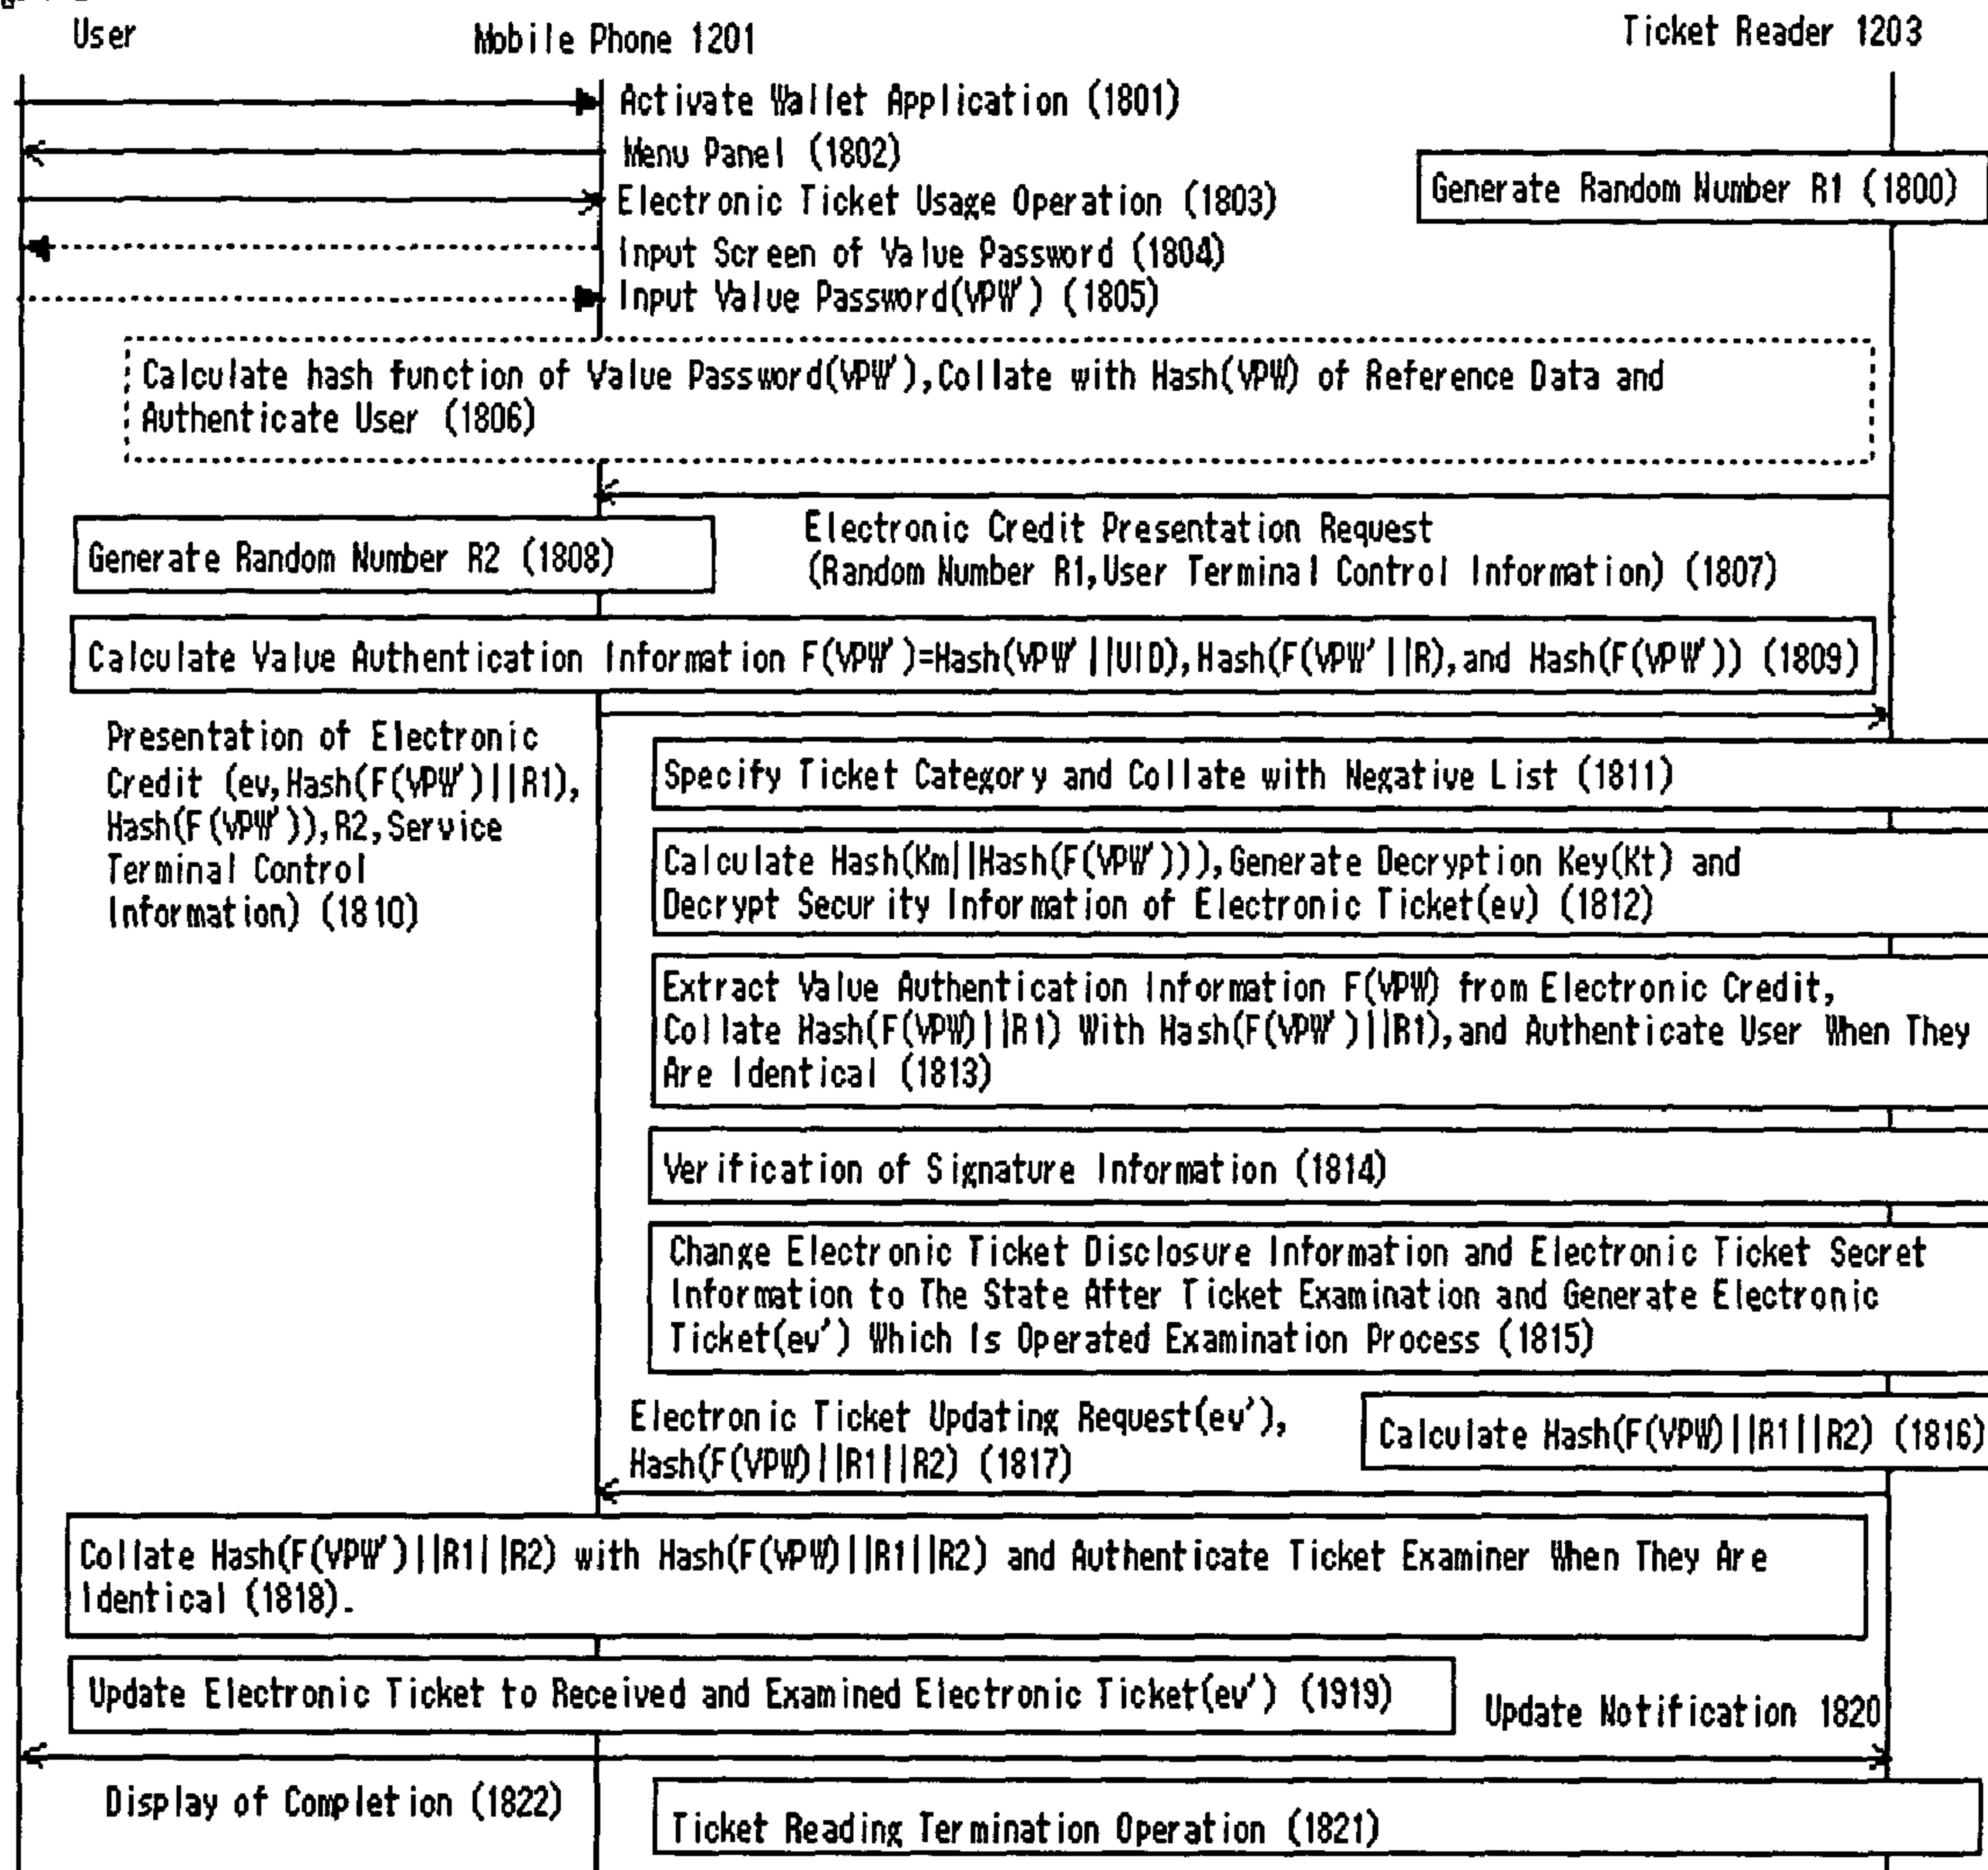 User
Mobile Phone 1201
Ticket Reader 1203
Activate Wallet Application (1801)
Menu Panel (1802)
Generate Random Number R1 (1800)
Electronic Ticket Usage Operation (1803)
Input Screen of Value Password (1804)
Input Value Password(VPW') (1805)
Calculate hash function of Value Password(VPW'),Collate with Hash(VPW) of Reference Data and
Authenticate User (1806)
Electronic Credit Presentation Request
(Random Number R1,User Terminal Control Information) (1807)
Generate Random Number R2 (1808)
Calculate Value Authentication Information F(VPW')=Hash(VPW'||UID),Hash(F(VPW'||R),and Hash(F(VPW')) (1809)
Presentation of Electronic
Credit (ev,Hash(F(VPW')||R1),
Hash(F(VPW')),R2,Service
Terminal Control
Information) (1810)
Specify Ticket Category and Collate with Negative List (1811)
Calculate Hash(Km||Hash(F(VPW'))),Generate Decryption Key(Kt) and
Decrypt Security Information of Electronic Ticket(ev) (1812)
Extract Value Authentication Information F(VPW) from Electronic Credit,
Collate Hash(F(VPW)||R1) With Hash(F(VPW')||R1),and Authenticate User When They
Are Identical (1813)
Verification of Signature Information (1814)
Change Electronic Ticket Disclosure Information and Electronic Ticket Secret
Information to The State After Ticket Examination and Generate Electronic
Ticket(ev') Which Is Operated Examination Process (1815)
Electronic Ticket Updating Request(ev'),
Hash(F(VPW)||R1||R2) (1817)
Calculate Hash(F(VPW)||R1||R2) (1816)
Collate Hash(F(VPW')||R1||R2) with Hash(F(VPW)||R1||R2) and Authenticate Ticket Examiner When They Are
Identical (1818).
Update Electronic Ticket to Received and Examined Electronic Ticket(ev') (1919)
Update Notification 1820
Display of Completion (1822)
Ticket Reading Termination Operation (1821)